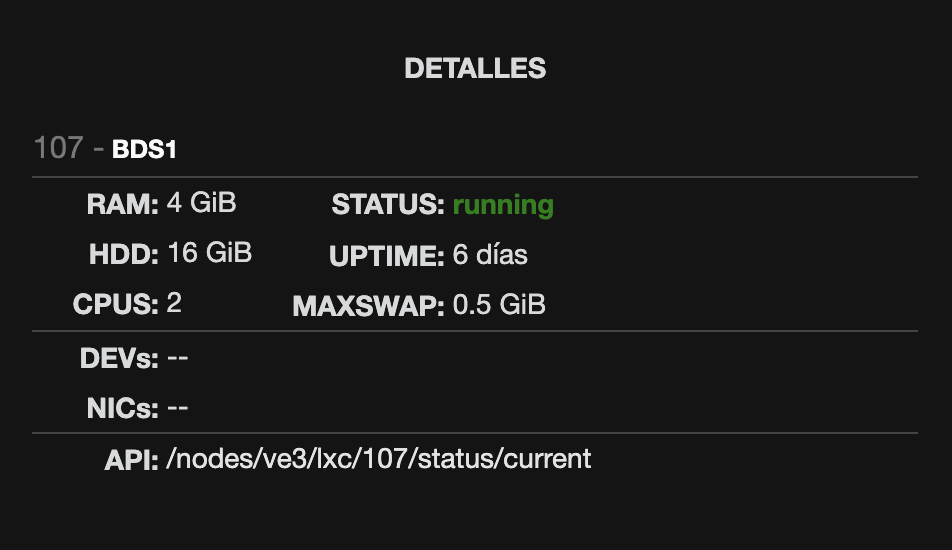 DETALLES
107 - BDS1
RAM: 4 GiB STATUS: running
HDD: 16 GiB UPTIME: 6 días
CPUS: 2 MAXSWAP: 0.5 GiB
DEVs: --
NICs: --
API: /nodes/ve3/lxc/107/status/current